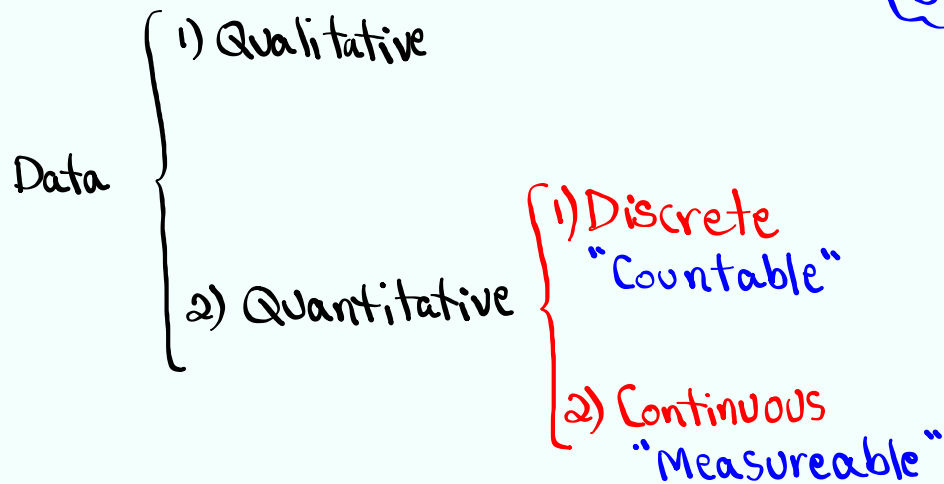 1) Qualitative
Data
2) Quantitative
1) Discrete
"Countable"
2) Continuous
"Measureable"